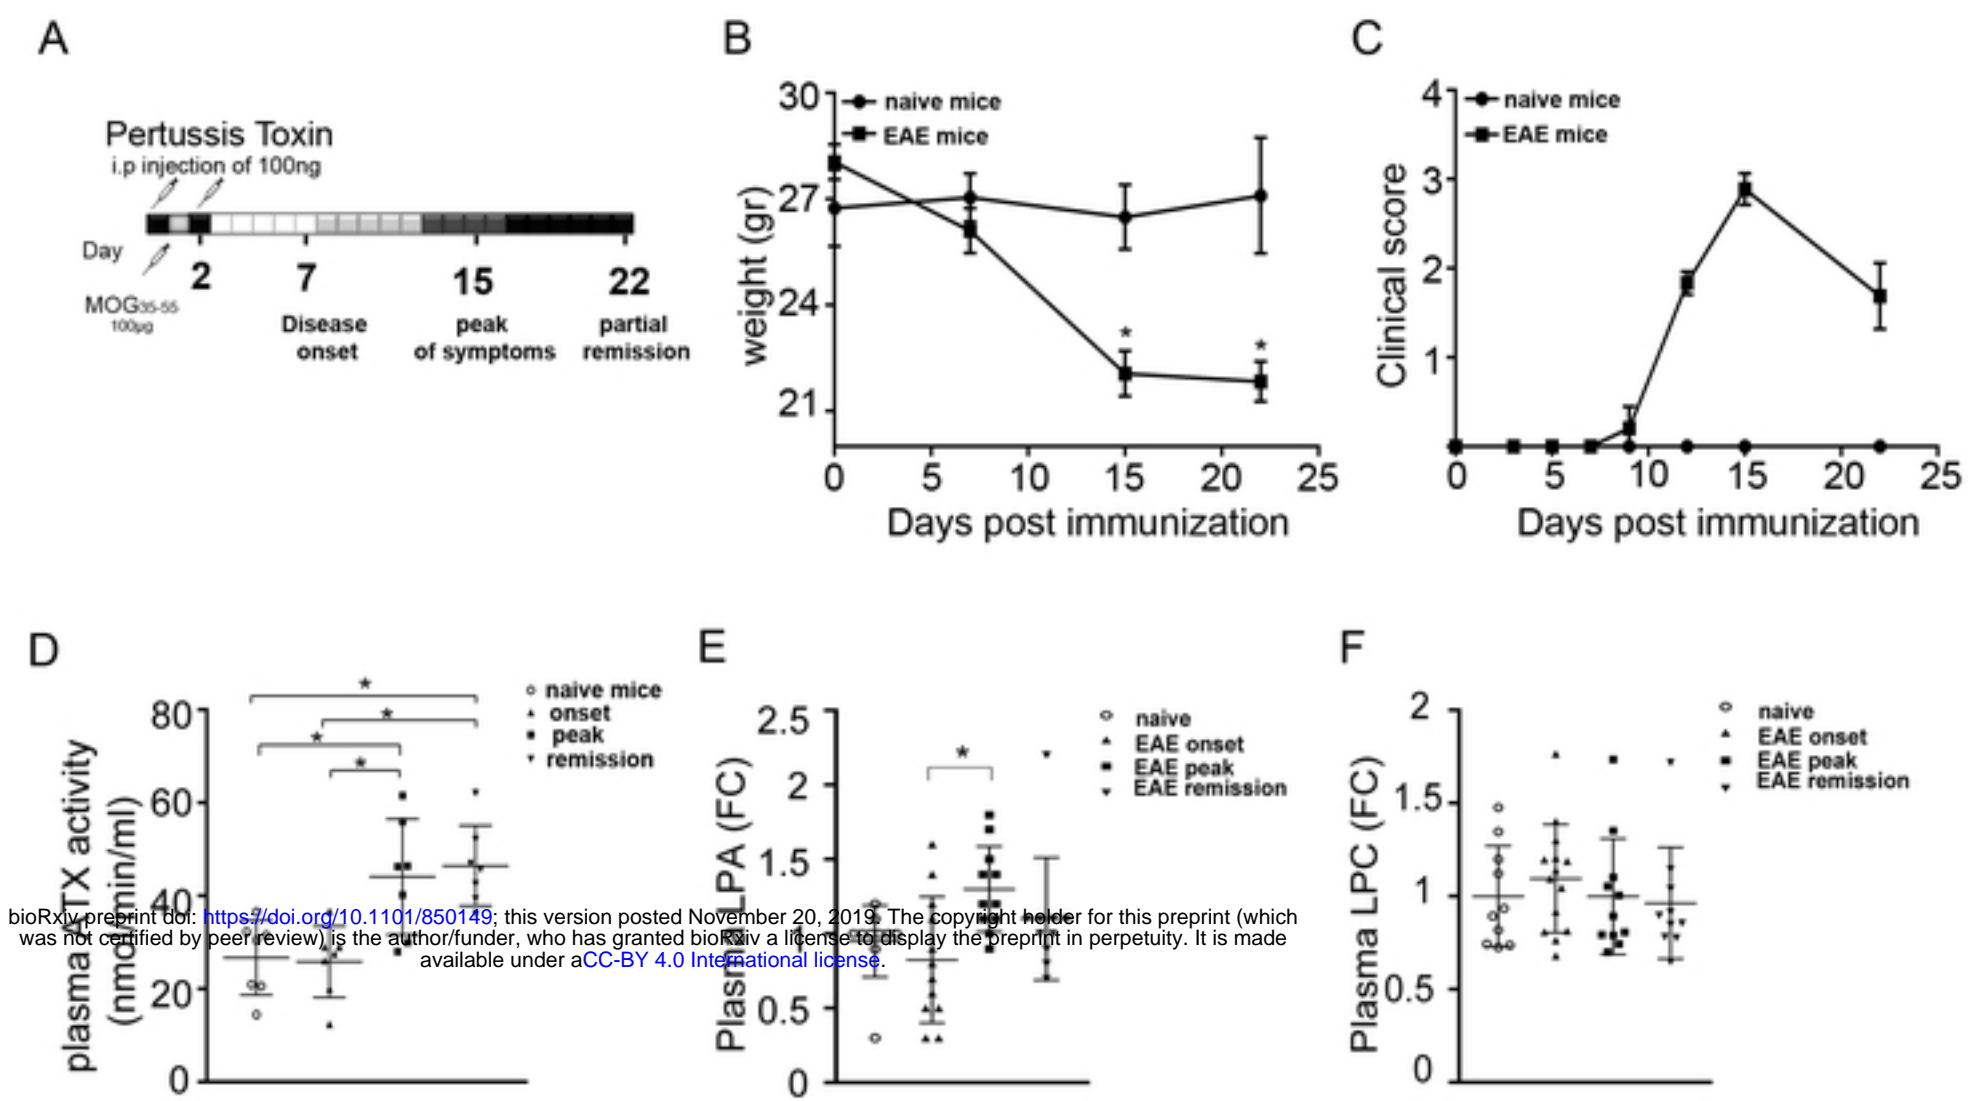 A
Pertussis Toxin
i.p injection of 100ng
Day
MOG35-55
100µg
2
7
15
22
Disease
onset
peak
of symptoms
partial
remission
B
naive mice
EAE mice
weight (gr)
30
27
24
21
*
*
0 5 10 15 20 25
Days post immunization
C
naive mice
EAE mice
Clinical score
4
3
2
1
0 5 10 15 20 25
Days post immunization
D
plasma ATX activity
(nmol/min/ml)
80
60
40
20
0
*
*
*
*
naive mice
onset
peak
remission
E
Plasma LPA (FC)
2.5
2
1.5
1
0.5
0
*
naive
EAE onset
EAE peak
EAE remission
F
Plasma LPC (FC)
2
1.5
1
0.5
0
naive
EAE onset
EAE peak
EAE remission
bioRxiv preprint doi: https://doi.org/10.1101/850149; this version posted November 20, 2019. The copyright holder for this preprint (which
was not certified by peer review) is the author/funder, who has granted bioRxiv a license to display the preprint in perpetuity. It is made
available under aCC-BY 4.0 International license.